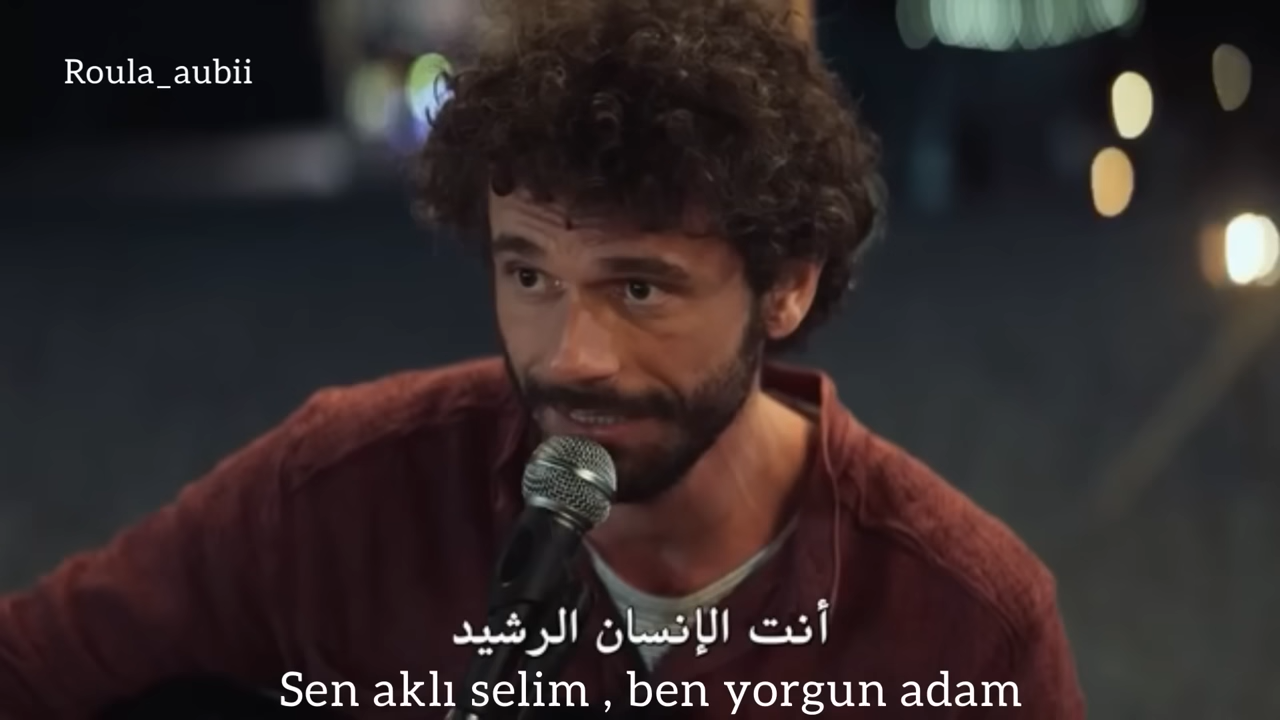 Roula_aubii
أنت الإنسان الرشيد
Sen aklı selim , ben yorgun adam